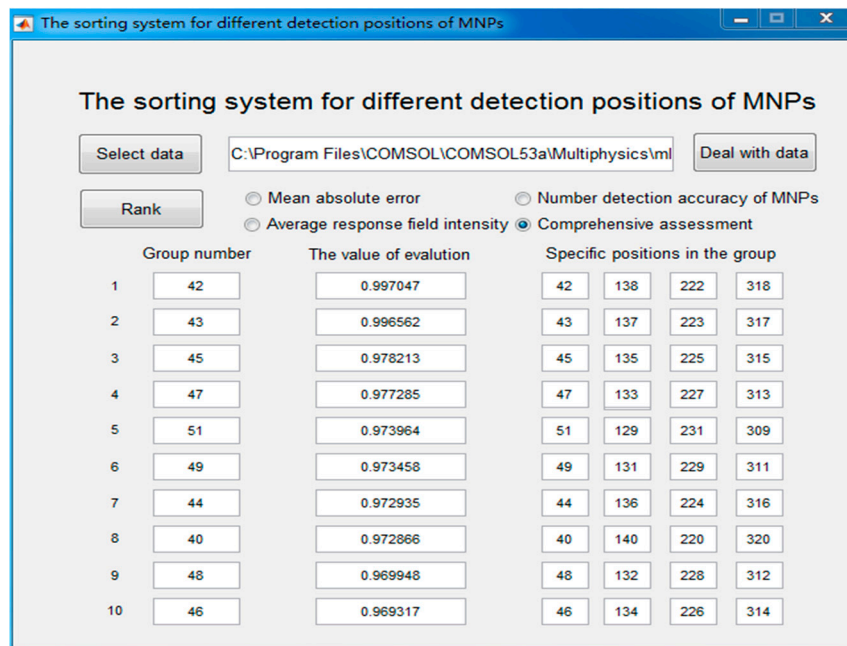 The sorting system for different detection positions of MNPs
The sorting system for different detection positions of MNPs
Select data C:\Program Files\COMSOL\COMSOL53a\Multiphysics\ml Deal with data
Rank
Mean absolute error Number detection accuracy of MNPs
Average response field intensity Comprehensive assessment
Group number The value of evalution Specific positions in the group
1 42 0.997047 42 138 222 318
2 43 0.996562 43 137 223 317
3 45 0.978213 45 135 225 315
4 47 0.977285 47 133 227 313
5 51 0.973964 51 129 231 309
6 49 0.973458 49 131 229 311
7 44 0.972935 44 136 224 316
8 40 0.972866 40 140 220 320
9 48 0.969948 48 132 228 312
10 46 0.969317 46 134 226 314